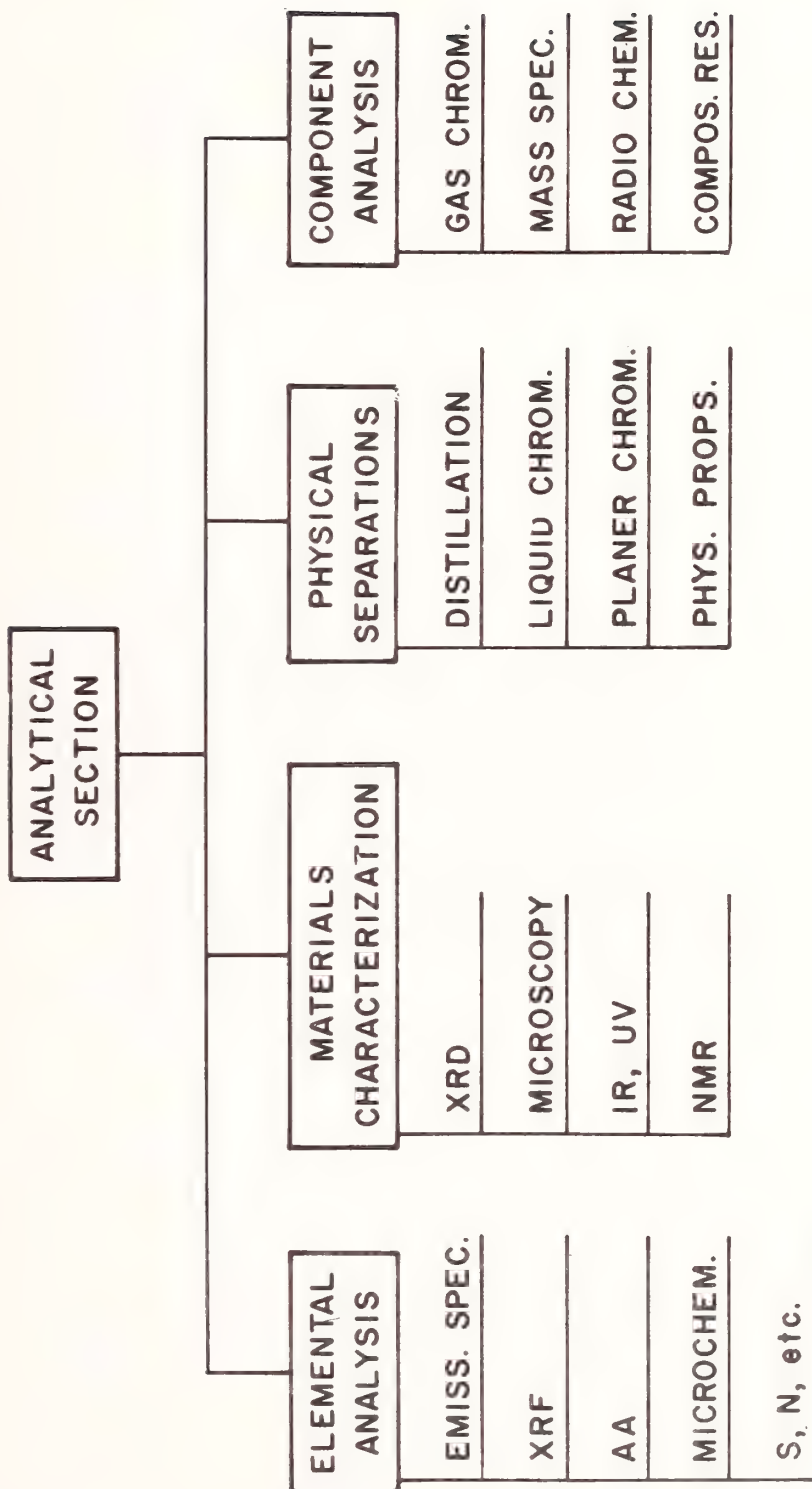 ANALYTICAL
SECTION
ELEMENTAL
ANALYSIS
EMISS. SPEC.
XRF
AA
MICROCHEM.
S, N, etc.
MATERIALS
CHARACTERIZATION
XRD
MICROSCOPY
IR, UV
NMR
PHYSICAL
SEPARATIONS
DISTILLATION
LIQUID CHROM.
PLANER CHROM.
PHYS. PROPS.
COMPONENT
ANALYSIS
GAS CHROM.
MASS SPEC.
RADIO CHEM.
COMPOS. RES.